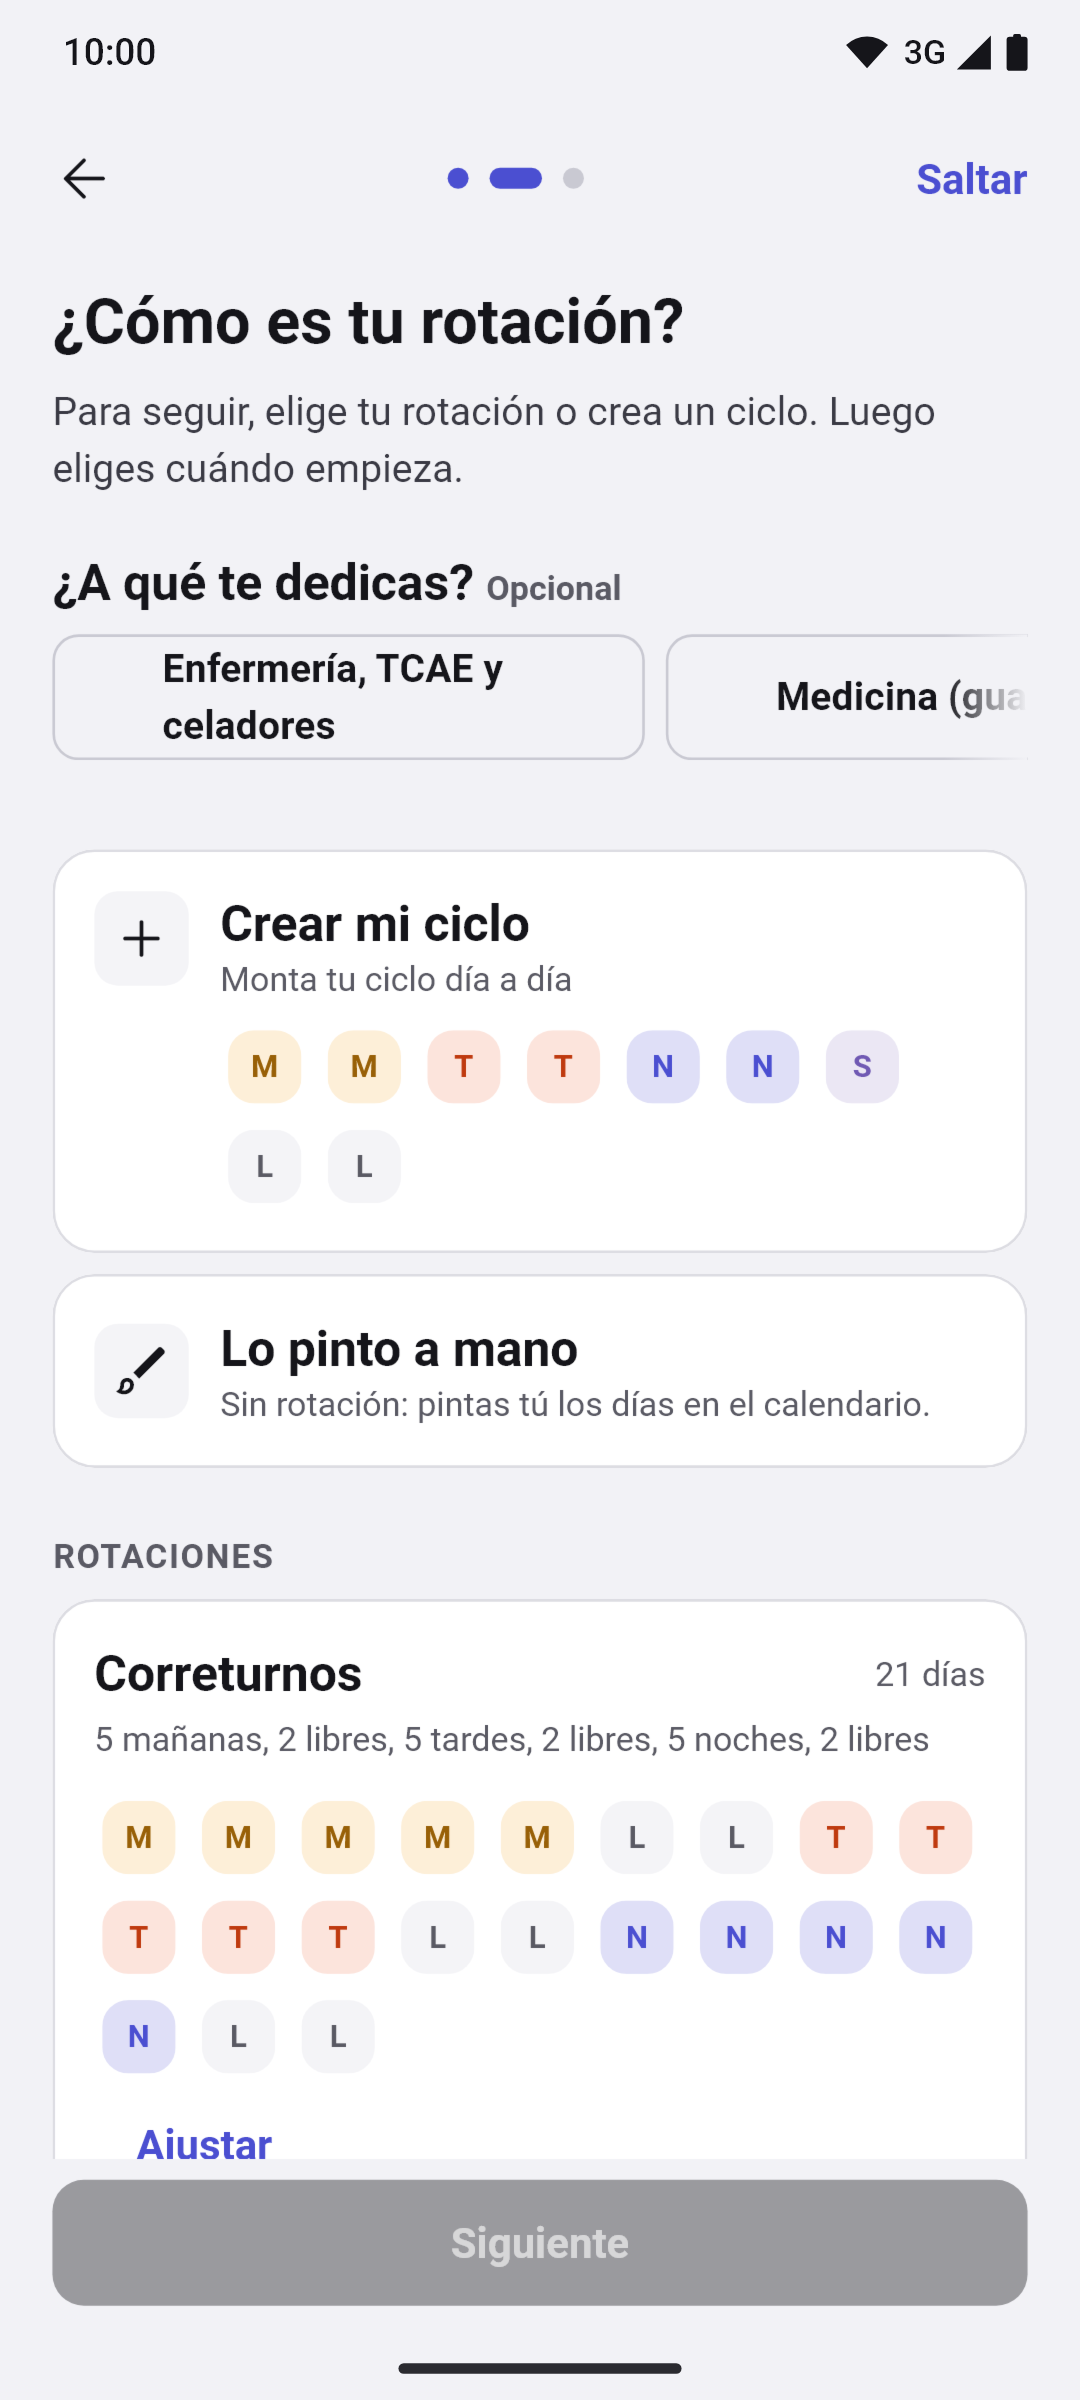 10:00
3G
Saltar
¿Cómo es tu rotación?
Para seguir, elige tu rotación o crea un ciclo. Luego
eliges cuándo empieza.
¿A qué te dedicas? Opcional
Enfermería, TCAE y
celadores
Medicina (gua
Crear mi ciclo
Monta tu ciclo día a día
M M T T N N S
L L
Lo pinto a mano
Sin rotación: pintas tú los días en el calendario.
ROTACIONES
Correturnos
21 días
5 mañanas, 2 libres, 5 tardes, 2 libres, 5 noches, 2 libres
M M M M M L L T T
T T T L L N N N N
N L L
Ajustar
Siguiente